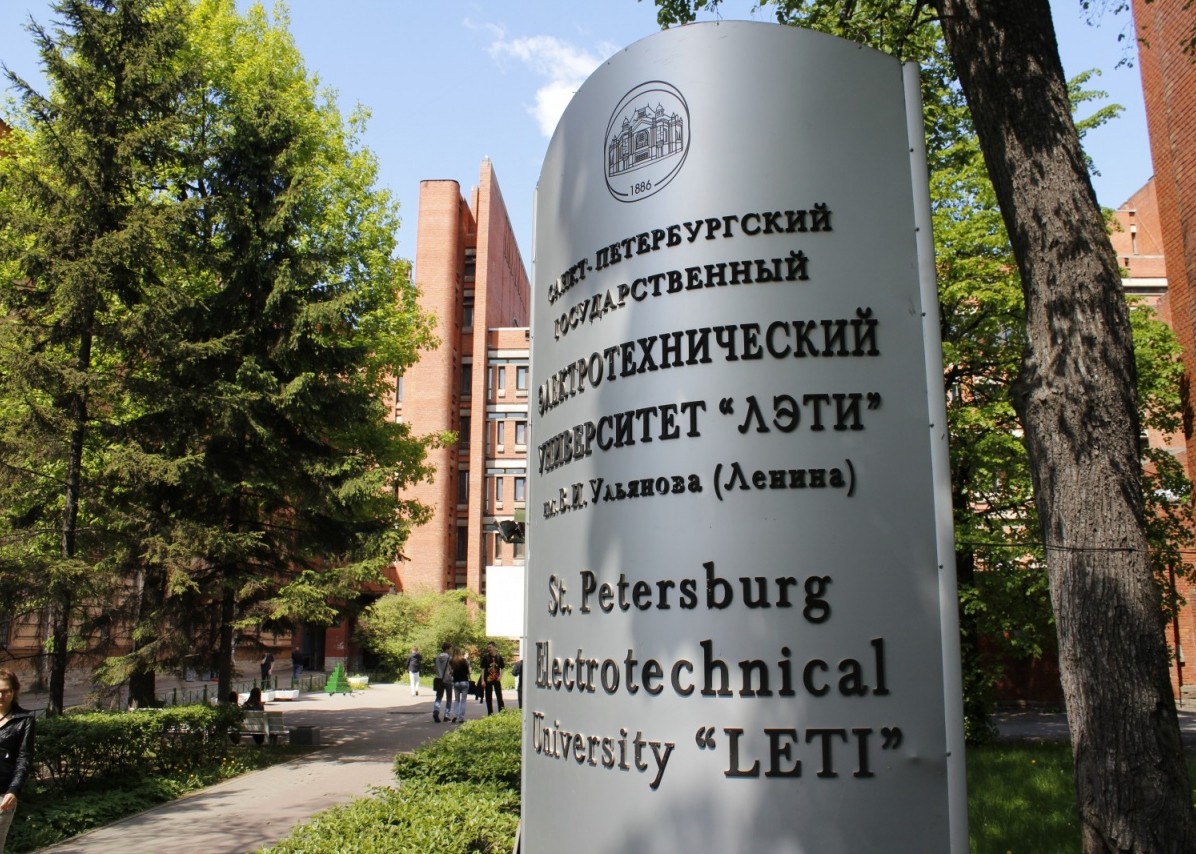 1886
САНКТ-ПЕТЕРБУРГСКИЙ
ГОСУДАРСТВЕННЫЙ
ЭЛЕКТРОТЕХНИЧЕСКИЙ
УНИВЕРСИТЕТ “ЛЭТИ”
им. В.И. Ульянова (Ленина)
St. Petersburg
Electrotechnical
University “LETI”